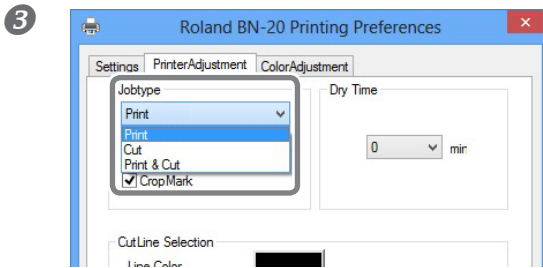 3
Roland BN-20 Printing Preferences
Settings PrinterAdjustment ColorAdjustment
Jobtype
Print
Print
Cut
Print & Cut
CropMark
Dry Time
0 min
CutLine Selection
Line Color